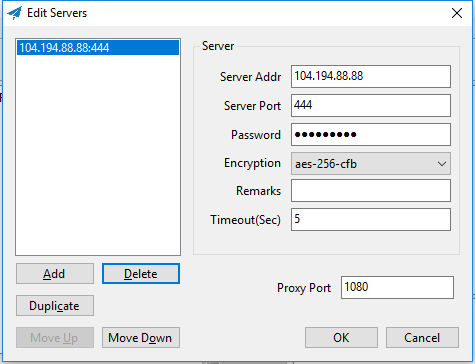 Edit Servers
104.194.88.88:444
Server
Server Addr 104.194.88.88
Server Port 444
Password ●●●●●●●●●
Encryption aes-256-cfb
Remarks
Timeout(Sec) 5
Add Delete
Proxy Port 1080
Duplicate
Move Up Move Down OK Cancel